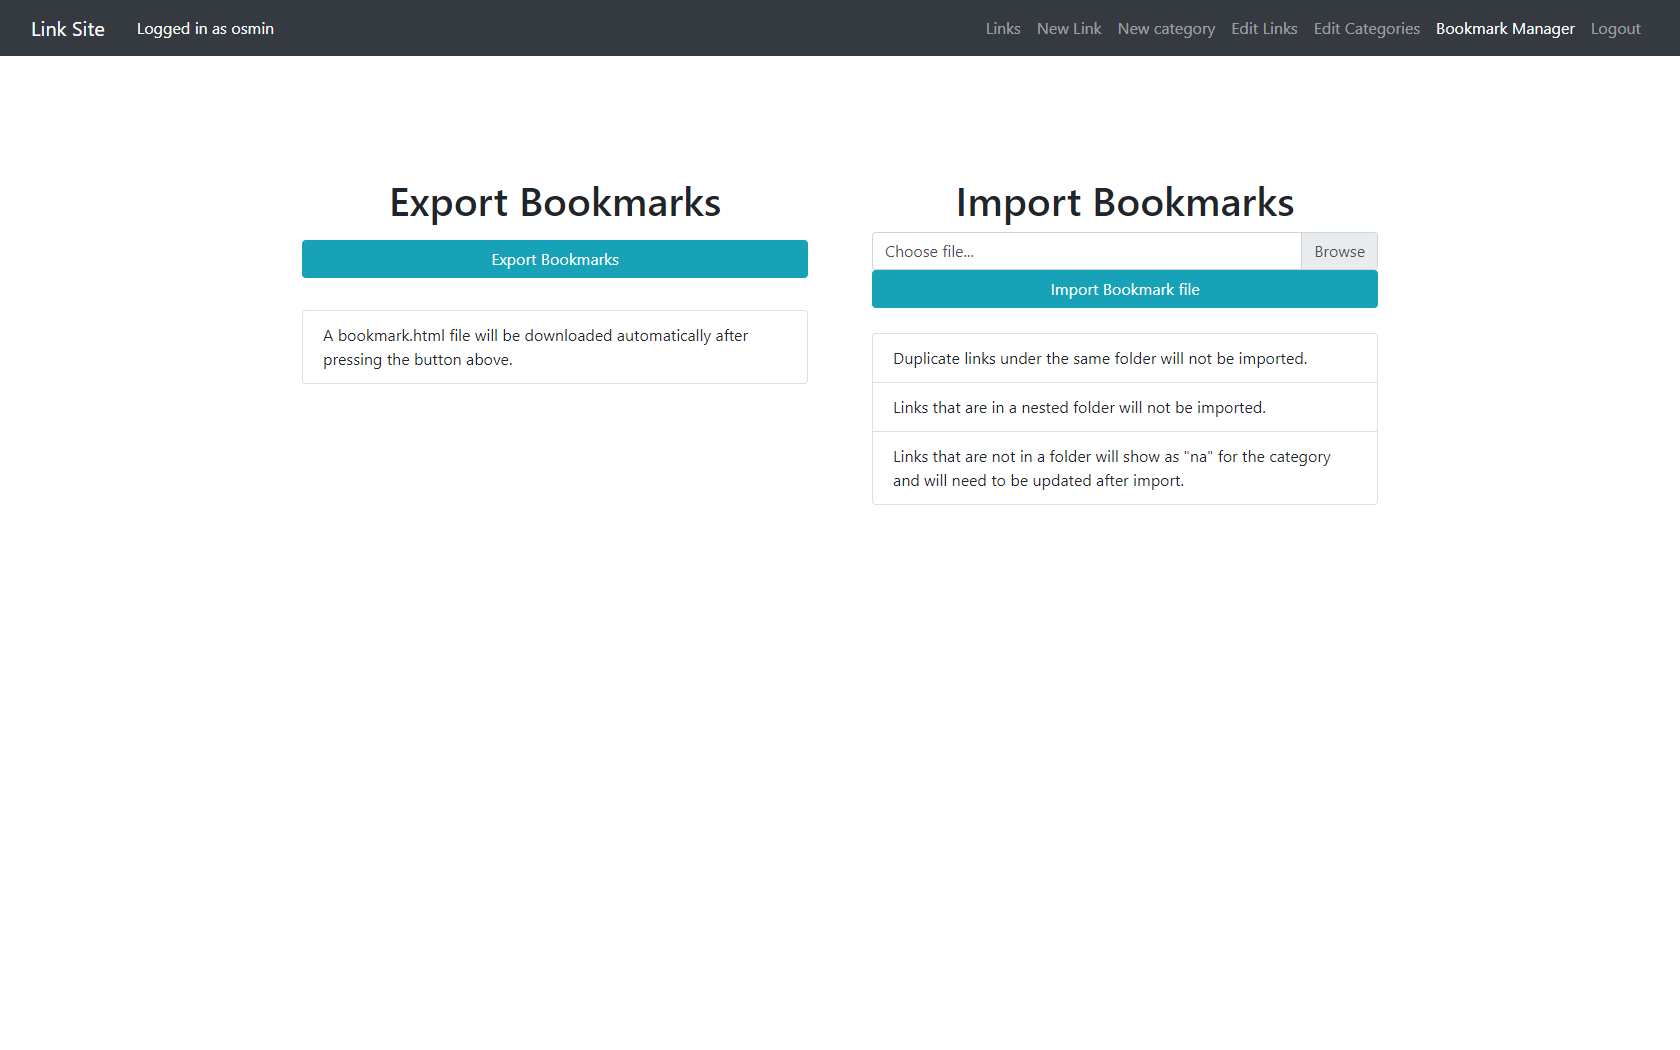 Link Site
Logged in as osmin
Links
New Link
New category
Edit Links
Edit Categories
Bookmark Manager
Logout
Export Bookmarks
Export Bookmarks
A bookmark.html file will be downloaded automatically after
pressing the button above.
Import Bookmarks
Choose file...
Browse
Import Bookmark file
Duplicate links under the same folder will not be imported.
Links that are in a nested folder will not be imported.
Links that are not in a folder will show as "na" for the category
and will need to be updated after import.